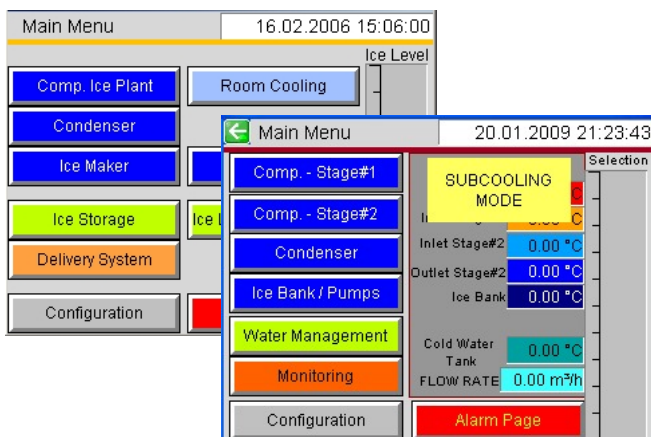 Main Menu
16.02.2006 15:06:00
Ice Level
Comp. Ice Plant
Room Cooling
Condenser
Ice Maker
Ice Storage
Ice
Delivery System
Configuration
Main Menu
20.01.2009 21:23:43
Selection
Comp. - Stage#1
SUBCOOLING
MODE
C
Comp. - Stage#2
C
Condenser
Inlet Stage#2
0.00 °C
Outlet Stage#2
0.00 °C
Ice Bank / Pumps
Ice Bank
0.00 °C
Water Management
Cold Water
Tank
0.00 °C
Monitoring
FLOW RATE
0.00 m³/h
Configuration
Alarm Page